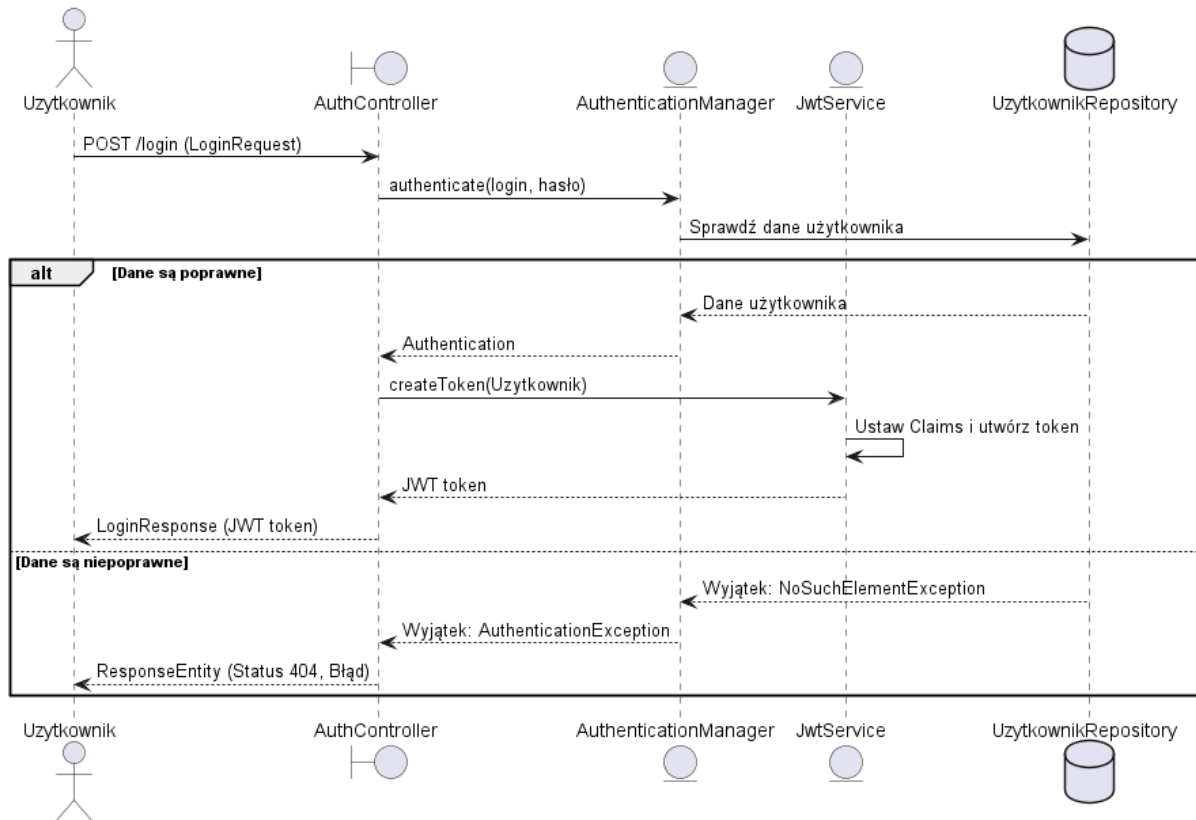 Uzytkownik
AuthController
AuthenticationManager
JwtService
UzytkownikRepository
POST /login (LoginRequest)
authenticate(login, hasło)
Sprawdź dane użytkownika
alt [Dane są poprawne]
Dane użytkownika
Authentication
createToken(Uzytkownik)
Ustaw Claims i utwórz token
JWT token
LoginResponse (JWT token)
[Dane są niepoprawne]
Wyjątek: NoSuchElementException
Wyjątek: AuthenticationException
ResponseEntity (Status 404, Błąd)
Uzytkownik
AuthController
AuthenticationManager
JwtService
UzytkownikRepository